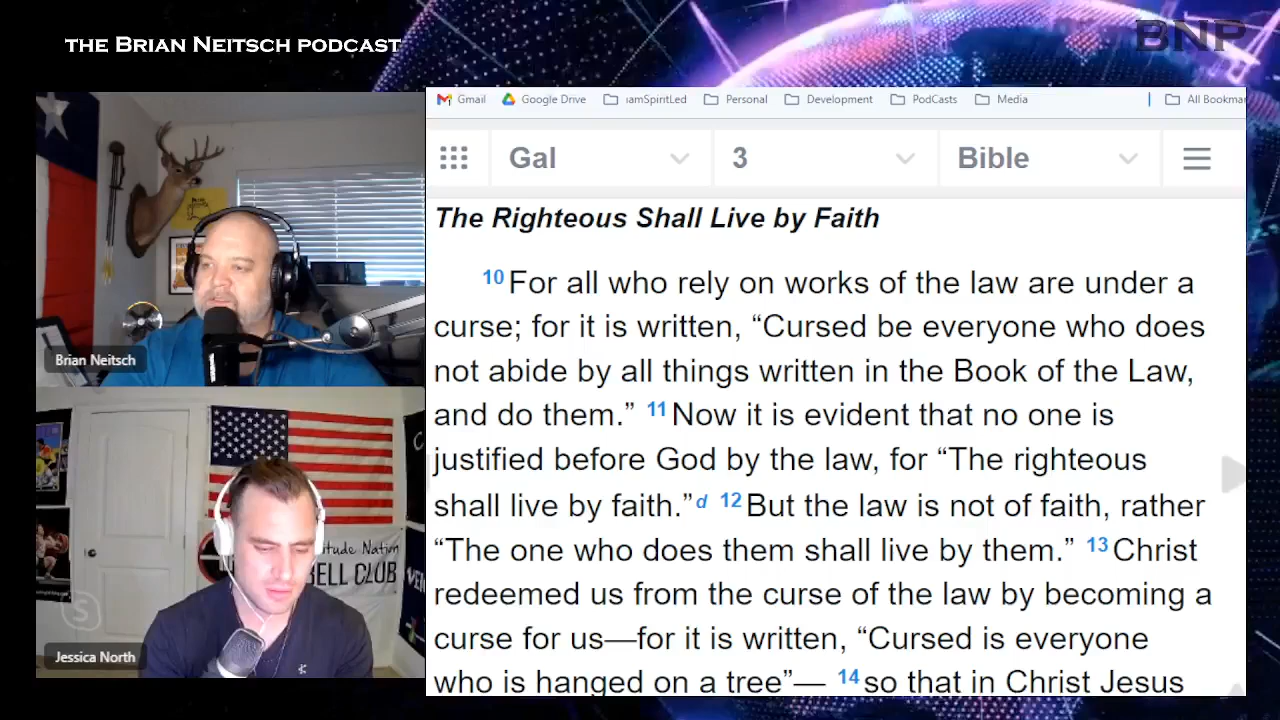 THE BRIAN NEITSCH PODCAST
BNP
Gmail Google Drive iamSpiritLed Personal Development PodCasts Media All Bookmar
Gal 3 Bible
The Righteous Shall Live by Faith
10 For all who rely on works of the law are under a
curse; for it is written, “Cursed be everyone who does
not abide by all things written in the Book of the Law,
and do them.” 11 Now it is evident that no one is
justified before God by the law, for “The righteous
shall live by faith.”d 12 But the law is not of faith, rather
“The one who does them shall live by them.” 13 Christ
redeemed us from the curse of the law by becoming a
curse for us—for it is written, “Cursed is everyone
who is hanged on a tree”— 14 so that in Christ Jesus
Brian Neitsch
Nation
BELL CLUB
S
Jessica North